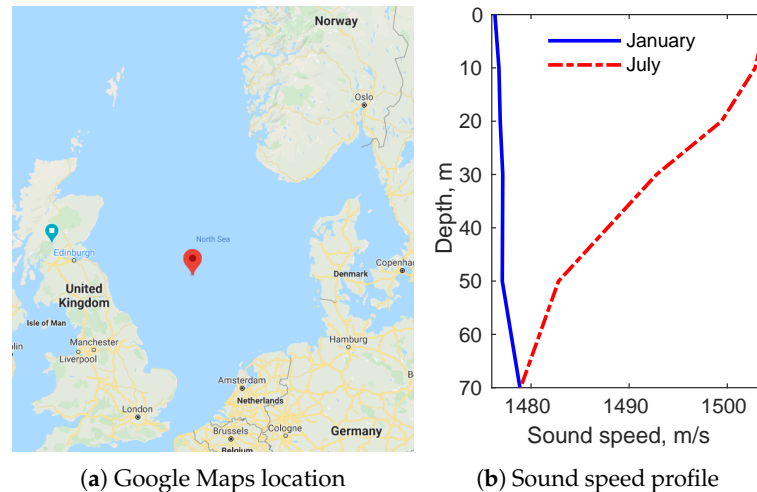 Norway
Oslo
North Sea
Edinburgh
United
Kingdom
Isle of Man
Manchester
Liverpool
London
Denmark
Copenhag
Hamburg
Amsterdam
Netherlands
Brussels
Belgium
Cologne
Germany
B
lin
(a) Google Maps location
0
10
20
30
40
50
60
70
Depth, m
January
July
1480
1490
1500
Sound speed, m/s
(b) Sound speed profile